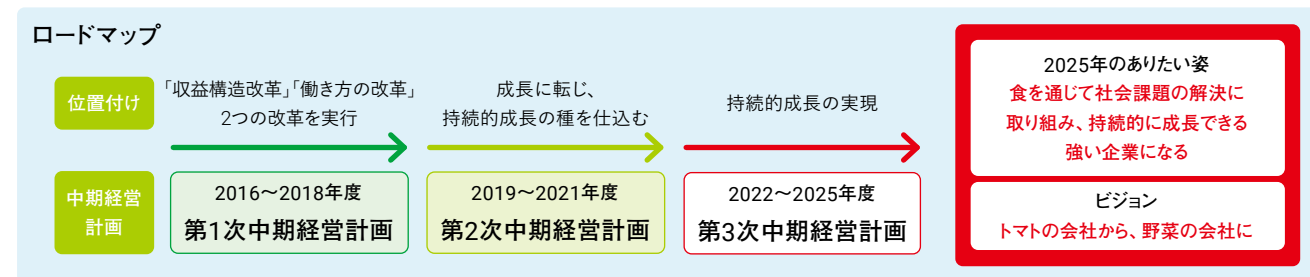 ロードマップ
位置付け
「収益構造改革」「働き方の改革」
2つの改革を実行
成長に転じ、
持続的成長の種を仕込む
持続的成長の実現
中期経営
計画
2016〜2018年度
第1次中期経営計画
2019〜2021年度
第2次中期経営計画
2022〜2025年度
第3次中期経営計画
2025年のありたい姿
食を通じて社会課題の解決に
取り組み、持続的に成長できる
強い企業になる
ビジョン
トマトの会社から、野菜の会社に